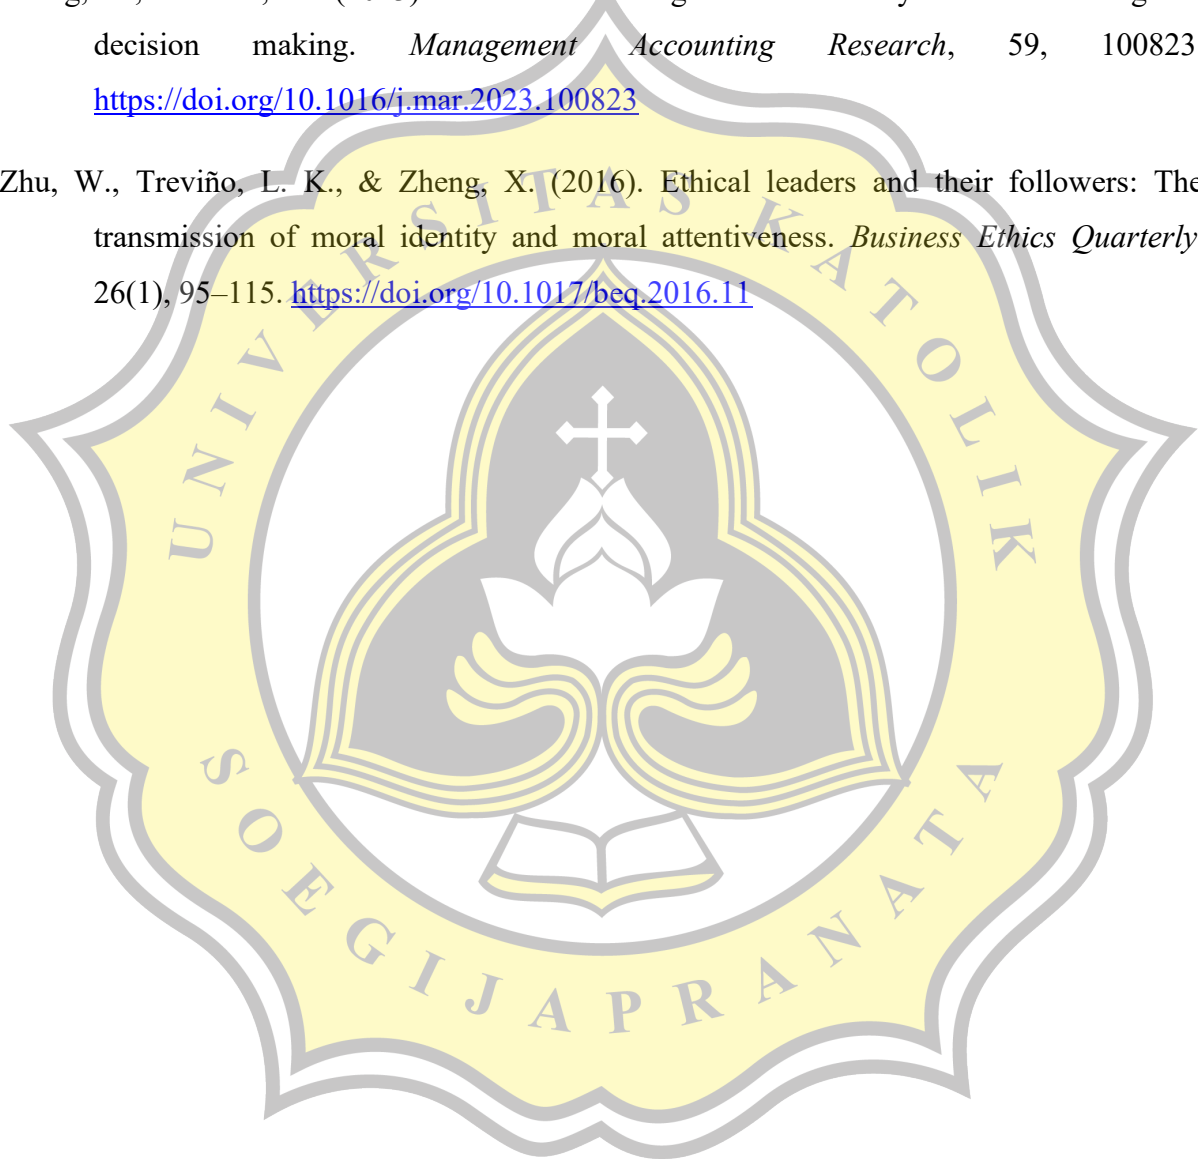 decision making. Management Accounting Research, 59, 100823
https://doi.org/10.1016/j.mar.2023.100823
Zhu, W., Treviño, L. K., & Zheng, X. (2016). Ethical leaders and their followers: The
transmission of moral identity and moral attentiveness. Business Ethics Quarterly
26(1), 95–115. https://doi.org/10.1017/beq.2016.11
UNIVERSITAS KATOLIK
SOEGIJAPRANATA